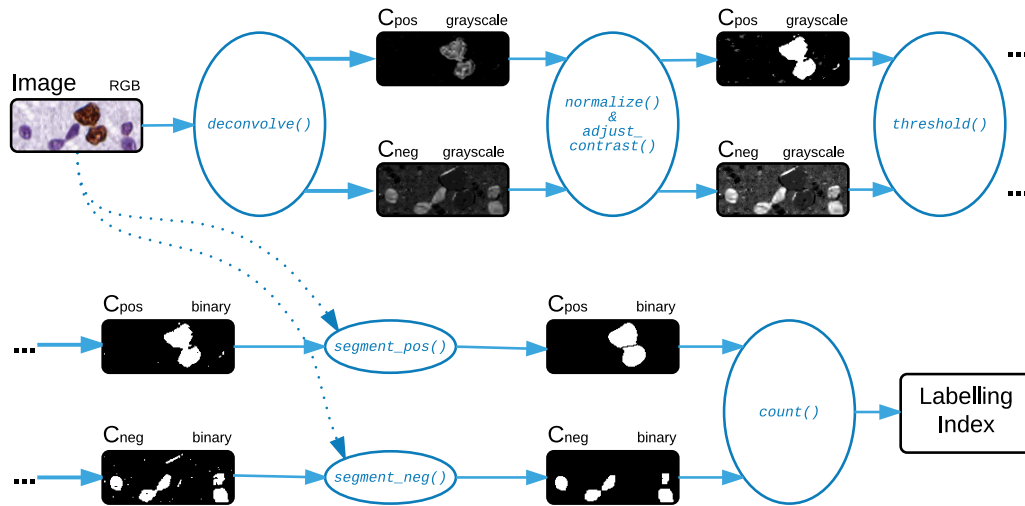 Cpos grayscale
Cpos grayscale
Image RGB
deconvolve()
normalize()
&
adjust_
contrast()
threshold()
...
Cneg grayscale
Cneg grayscale
...
Cpos binary
Cpos binary
...
segment_pos()
count()
Labelling
Index
Cneg binary
Cneg binary
...
segment_neg()